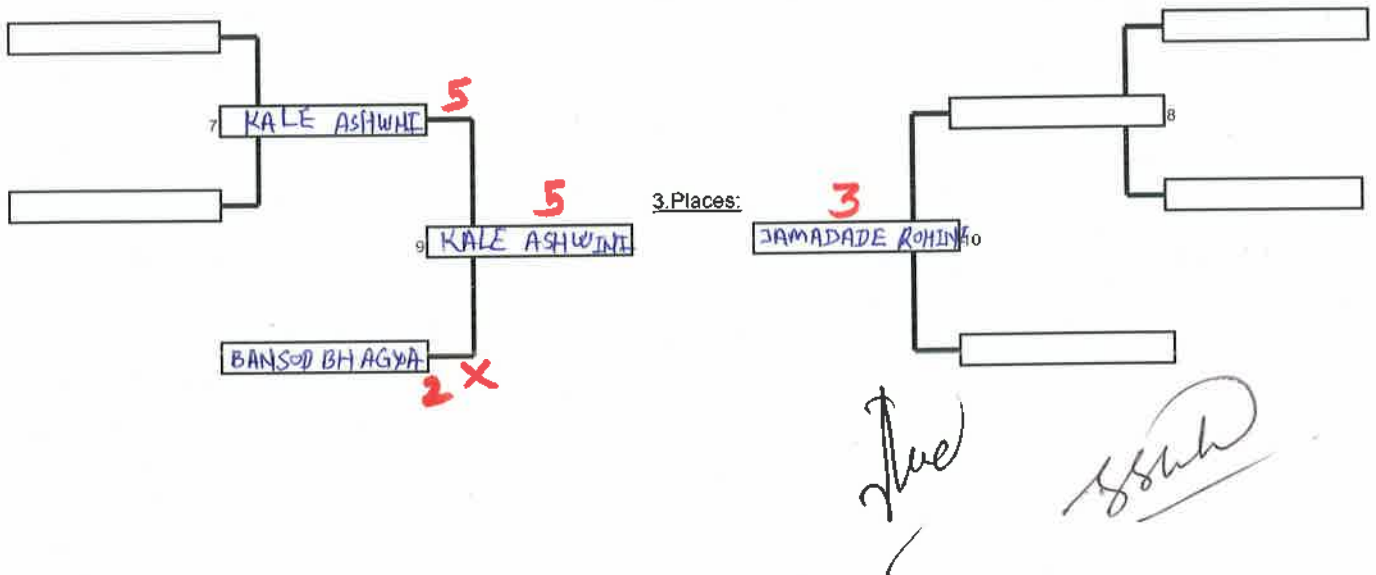 5
7 KALE ASHWNI
8
5
3.Places:
3
9 KALE ASHWINI
JAMADADE ROHINI 10
BANSOD BHAGYA
2 X